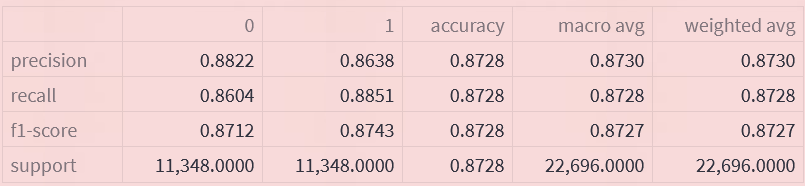 0 1 accuracy macro avg weighted avg
precision 0.8822 0.8638 0.8728 0.8730 0.8730
recall 0.8604 0.8851 0.8728 0.8728 0.8728
f1-score 0.8712 0.8743 0.8728 0.8727 0.8727
support 11,348.0000 11,348.0000 0.8728 22,696.0000 22,696.0000